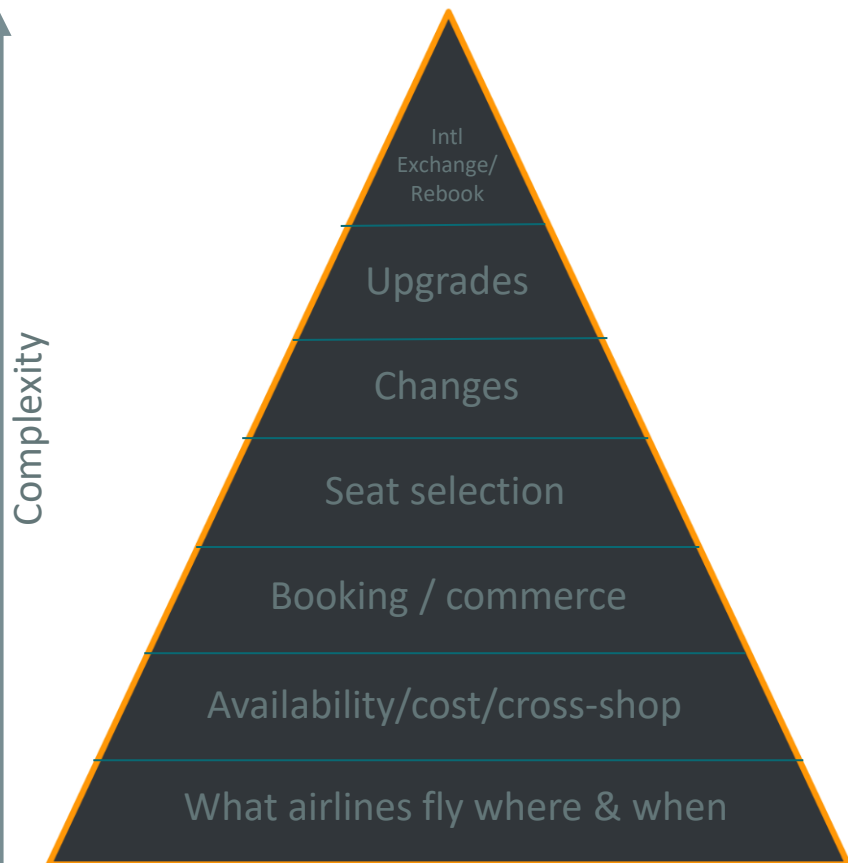 Intl
Exchange/
Rebook
Upgrades
Changes
Seat selection
Booking / commerce
Availability/cost/cross-shop
What airlines fly where & when
Complexity